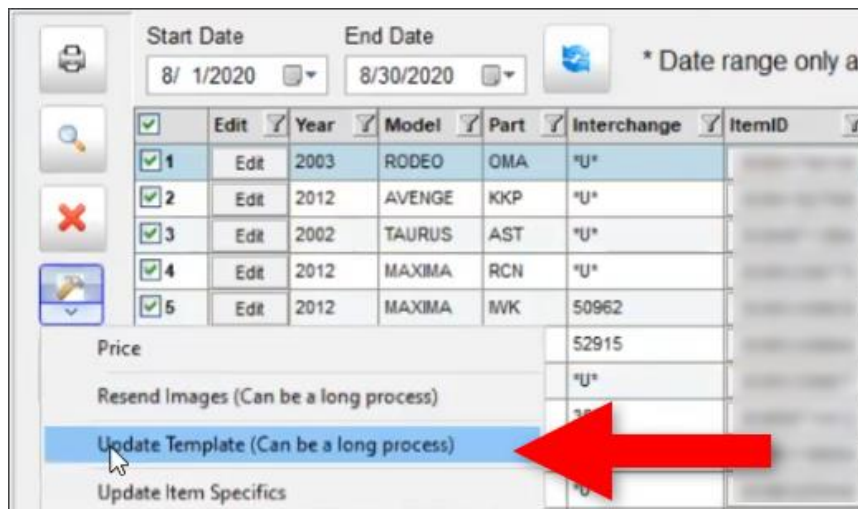 Start Date End Date
8/ 1/2020 8/30/2020 * Date range only a
Edit Year Model Part Interchange ItemID
1 Edit 2003 RODEO OMA *U*
2 Edit 2012 AVENGE KKP *U*
3 Edit 2002 TAURUS AST *U*
4 Edit 2012 MAXIMA RCN *U*
5 Edit 2012 MAXIMA 50962
Price 52915
*U*
Resend Images (Can be a long process)
Update Template (Can be a long process)
Update Item Specifics